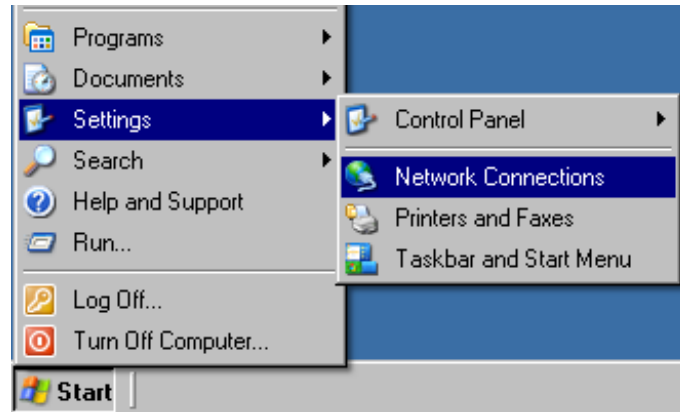 Programs
Documents
Settings
Search
Help and Support
Run...
Log Off...
Turn Off Computer...
Control Panel
Network Connections
Printers and Faxes
Taskbar and Start Menu
Start